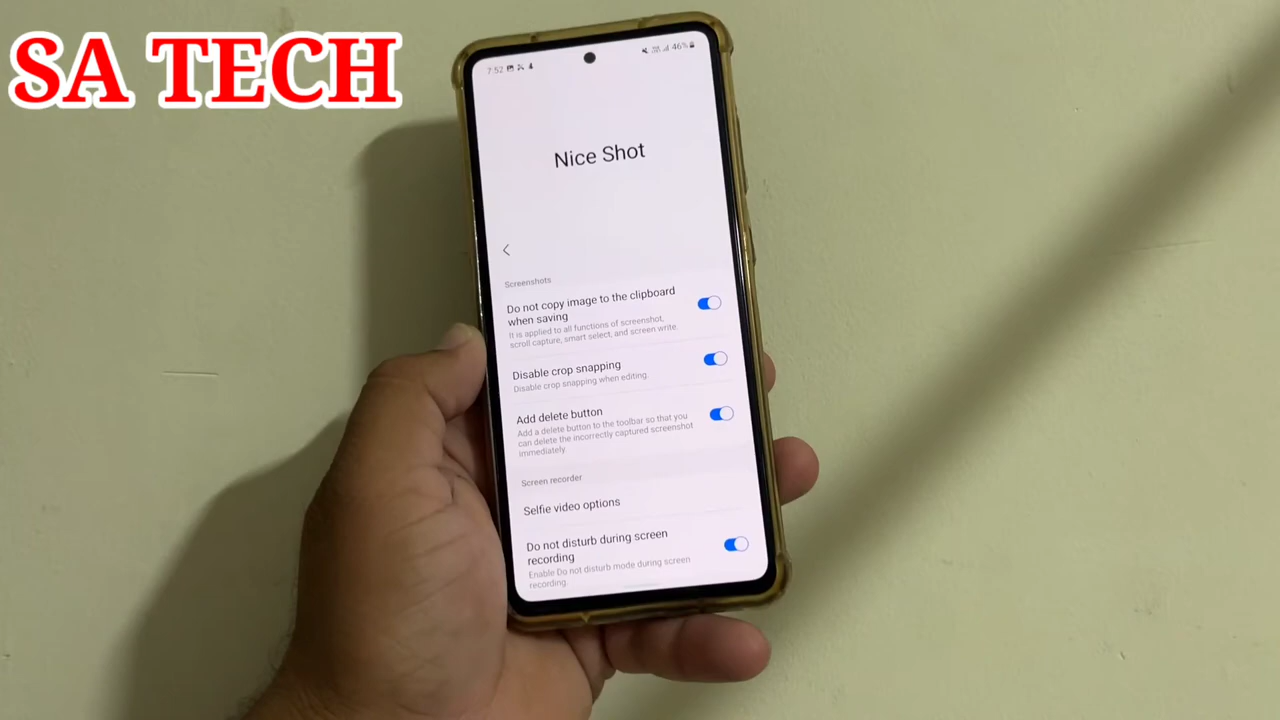 SA TECH
7:52
46%
Nice Shot
Screenshots
Do not copy image to the clipboard
when saving
It is applied to all functions of screenshot,
scroll capture, smart select, and screen write.
Disable crop snapping
Disable crop snapping when editing.
Add delete button
Add a delete button to the toolbar so that you
can delete the incorrectly captured screenshot
immediately.
Screen recorder
Selfie video options
Do not disturb during screen
recording
Enable Do not disturb mode during screen
recording.